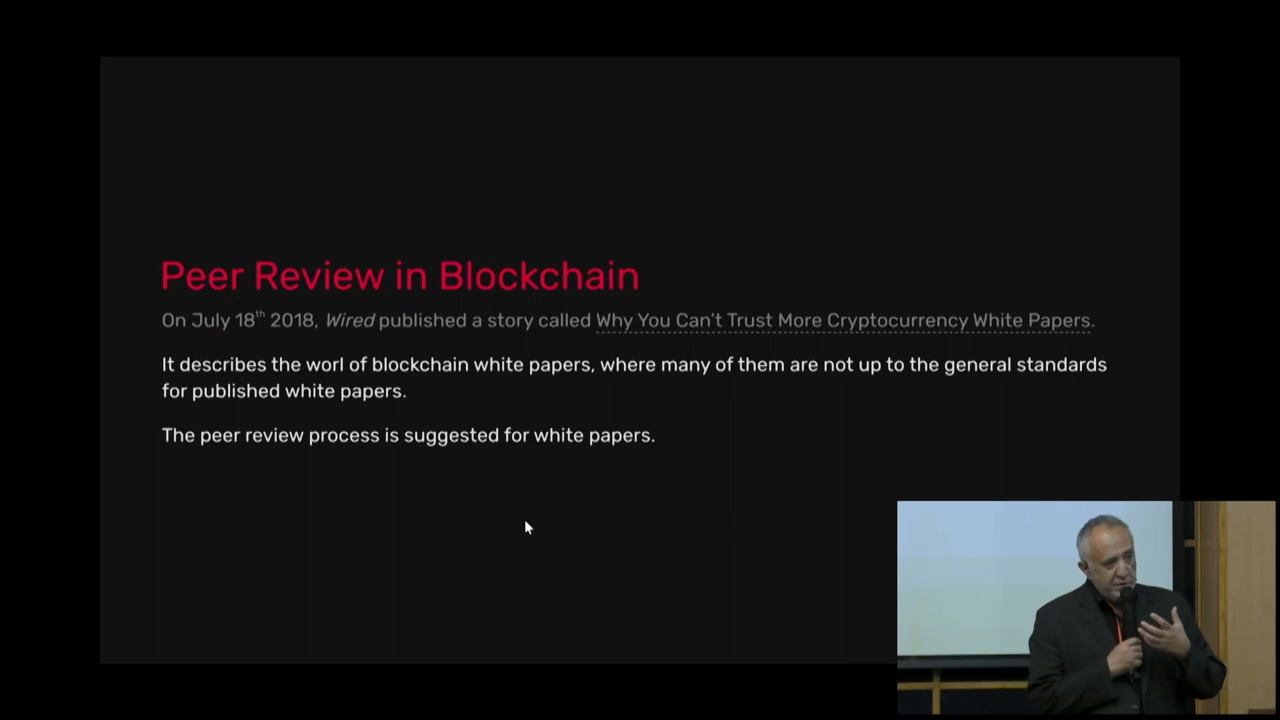 Peer Review in Blockchain
On July 18th 2018, Wired published a story called Why You Can't Trust More Cryptocurrency White Papers.
It describes the worl of blockchain white papers, where many of them are not up to the general standards
for published white papers.
The peer review process is suggested for white papers.